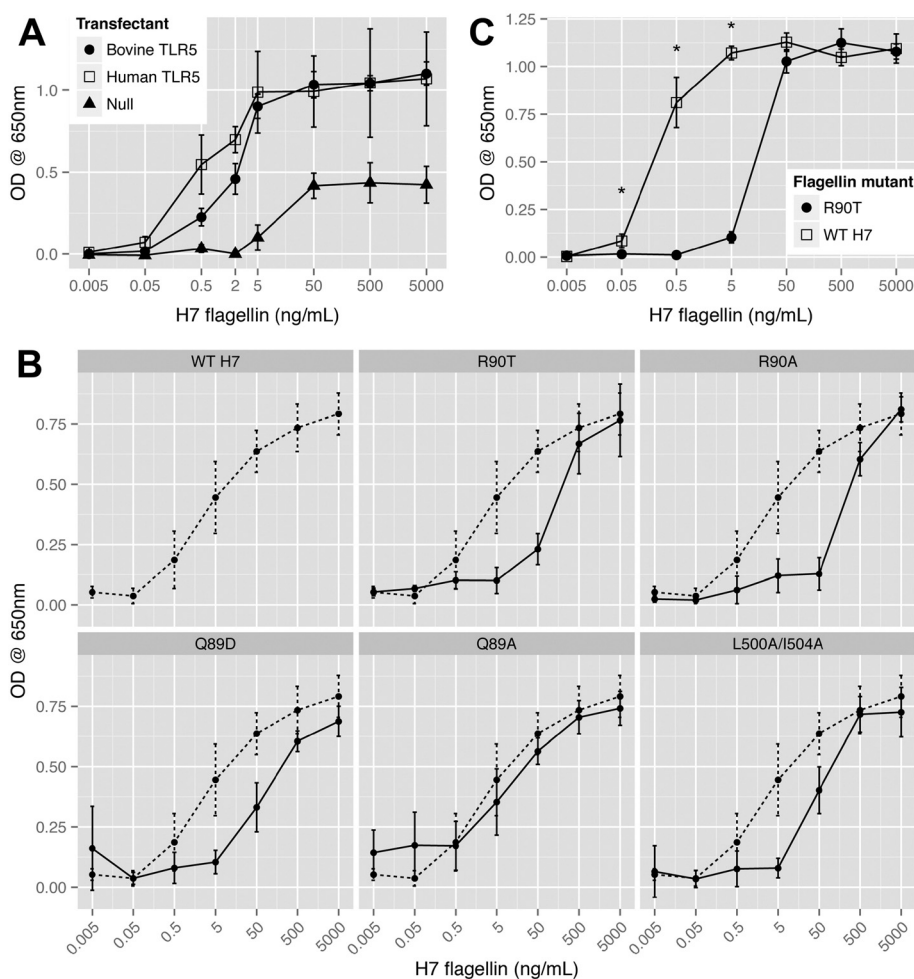 A
Transfectant
Bovine TLR5
Human TLR5
Null
OD @ 650nm
1.0
0.5
0.0
0.005
0.05
0.5
2
5
50
500
5000
H7 flagellin (ng/mL)
C
OD @ 650nm
1.25
1.00
0.75
0.50
0.25
0.00
*
*
*
Flagellin mutant
R90T
WT H7
0.005
0.05
0.5
5
50
500
5000
H7 flagellin (ng/mL)
B
WT H7
R90T
R90A
OD @ 650nm
0.75
0.50
0.25
0.00
Q89D
Q89A
L500A/I504A
0.75
0.50
0.25
0.00
0.005
0.05
0.5
5
50
500
5000
0.005
0.05
0.5
5
50
500
5000
0.005
0.05
0.5
5
50
500
5000
H7 flagellin (ng/mL)